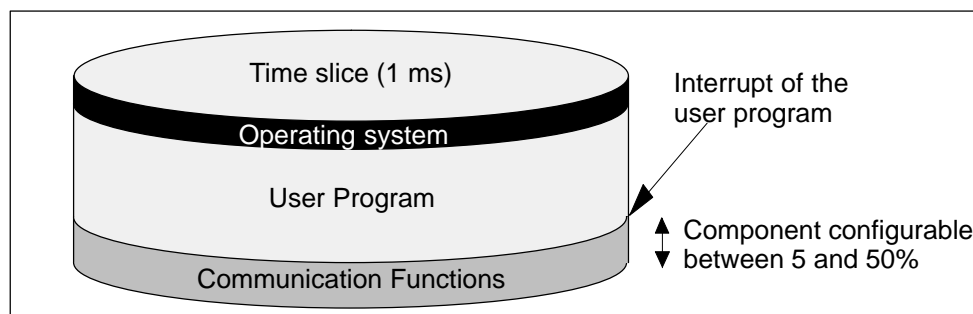 Time slice (1 ms)
Operating system
User Program
Communication Functions
Interrupt of the
user program
Component configurable
between 5 and 50%